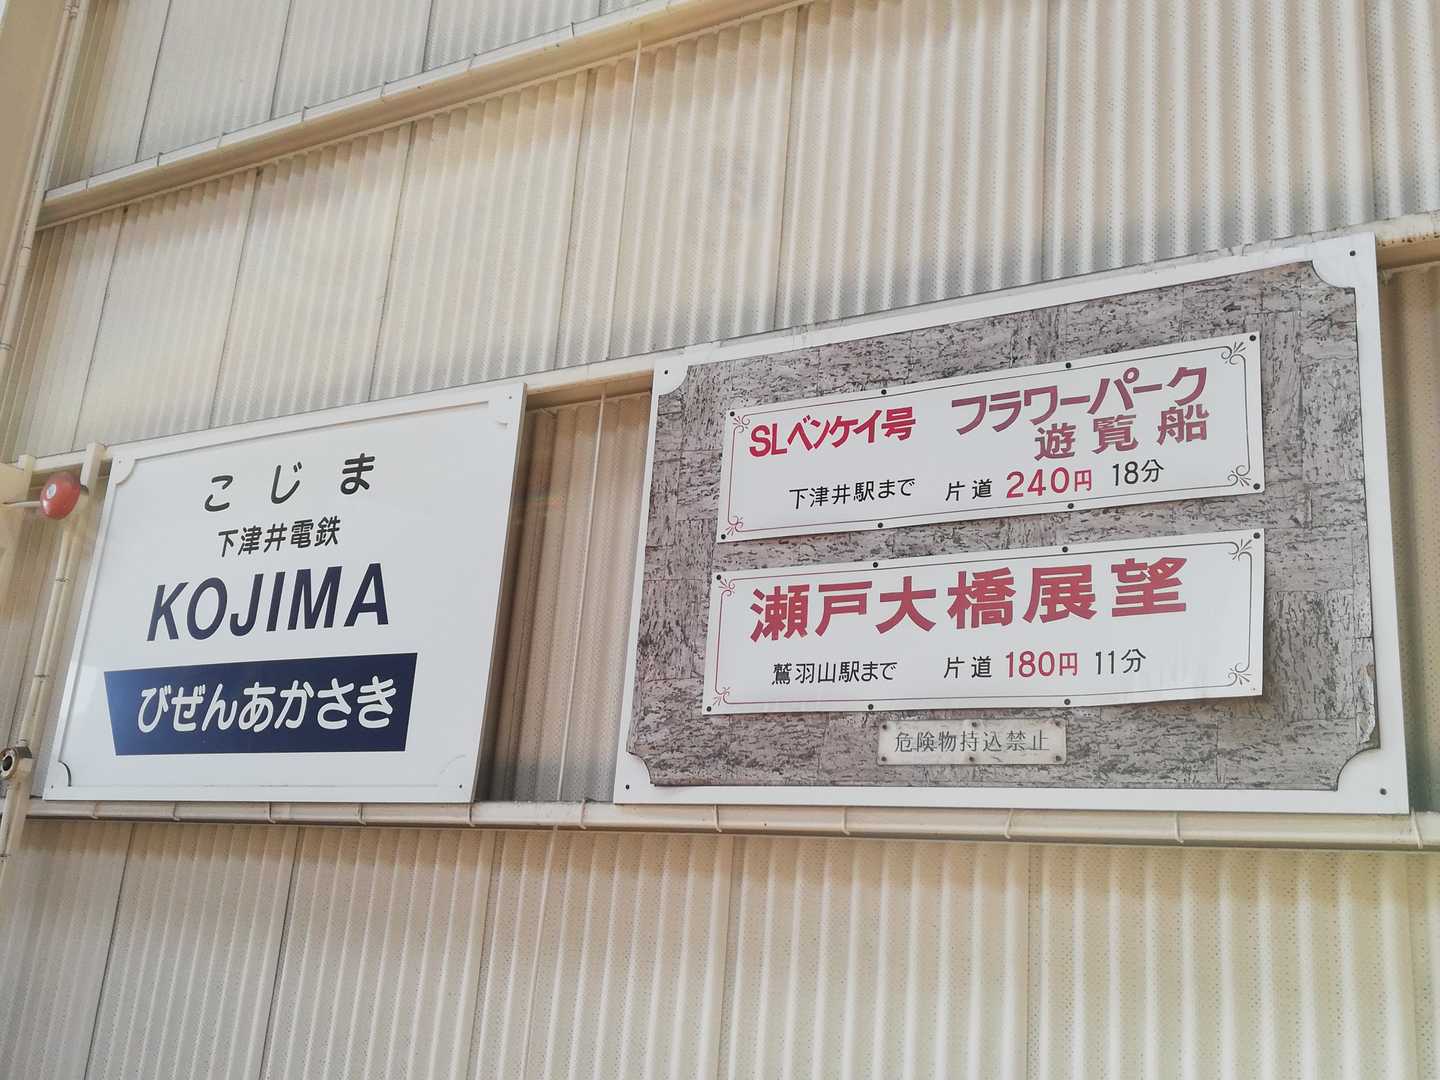 こじま
下津井電鉄
KOJIMA
びぜんあかさき
SLベンケイ号 フラワーパーク
遊覧船
下津井駅まで 片道 240円 18分
瀬戸大橋展望
鷲羽山駅まで 片道 180円 11分
危険物持込禁止